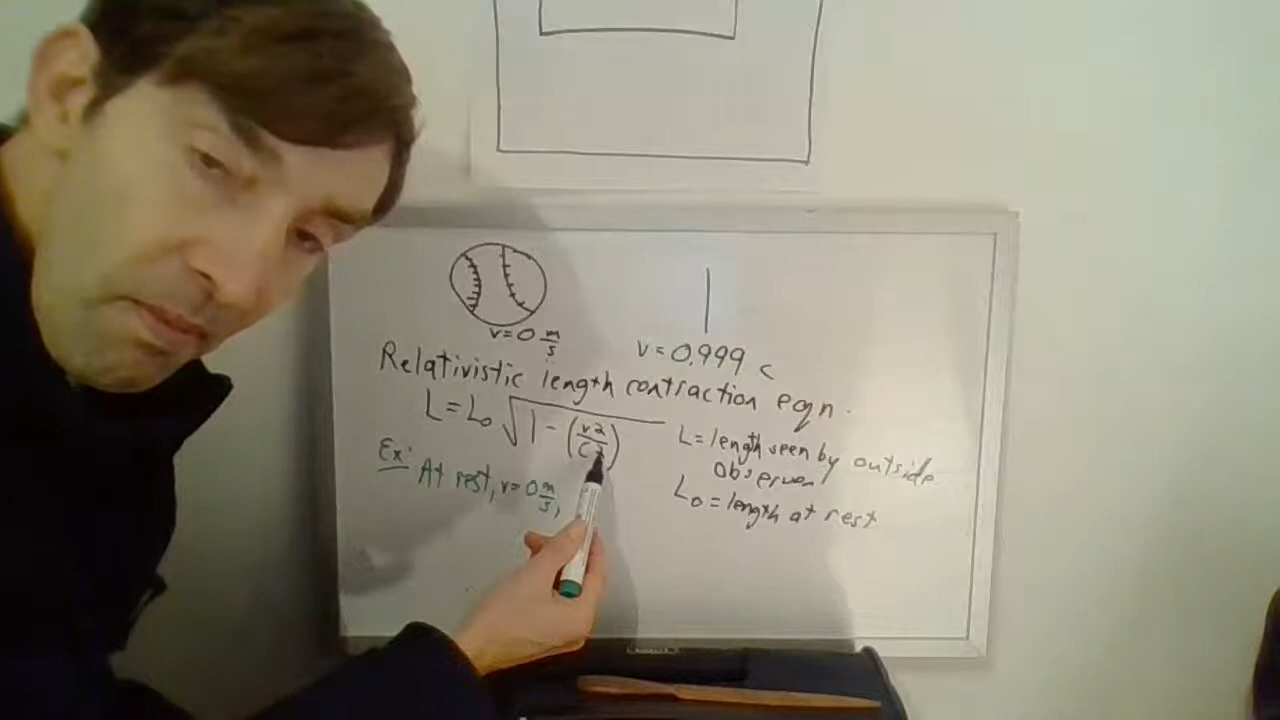 v=0 m/s
v=0.999 c
Relativistic length contraction eqn.
L=L₀ √1-(v2/c2)
L=length seen by outside
Observer
L₀=length at rest
Ex: At rest, v=0 m/s,